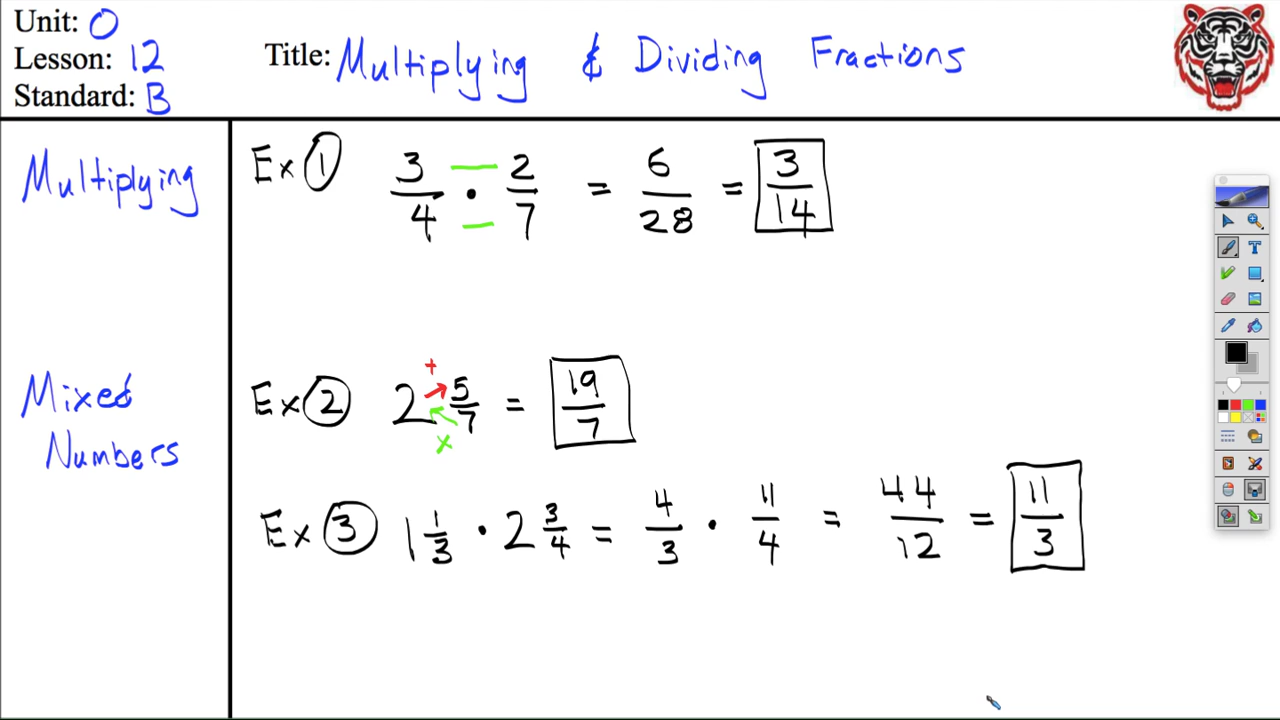 Unit: 0
Lesson: 12
Standard: B
Title: Multiplying & Dividing Fractions
Multiplying
Ex 1 3/4 · 2/7 = 6/28 = 3/14
Mixed
Numbers
Ex 2 2 + 5/7 x = 19/7
Ex 3 1 1/3 · 2 3/4 = 4/3 · 11/4 = 44/12 = 11/3
T